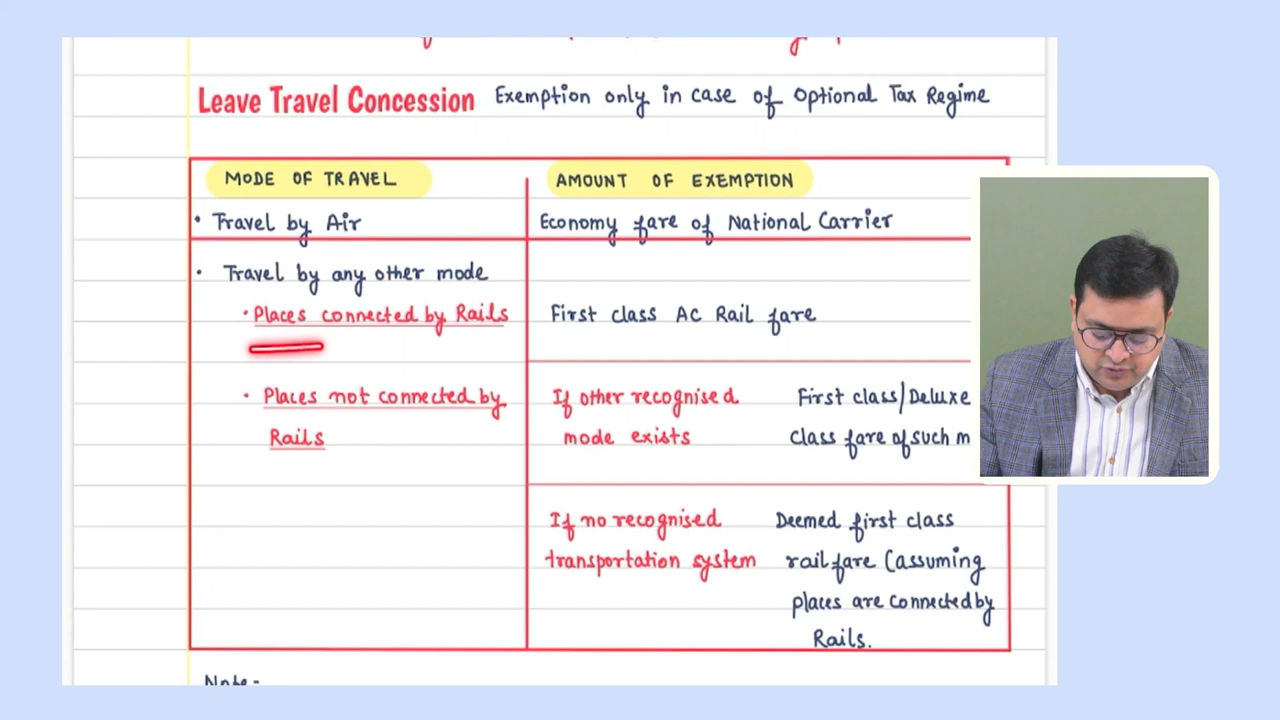 Leave Travel Concession Exemption only in case of Optional Tax Regime
MODE OF TRAVEL AMOUNT OF EXEMPTION
• Travel by Air Economy fare of National Carrier
• Travel by any other mode
• Places connected by Rails First class AC Rail fare
• Places not connected by If other recognised First class/Deluxe
Rails mode exists class fare of such m
If no recognised Deemed first class
transportation system rail fare (assuming
places are connected by
Rails.
Note:-